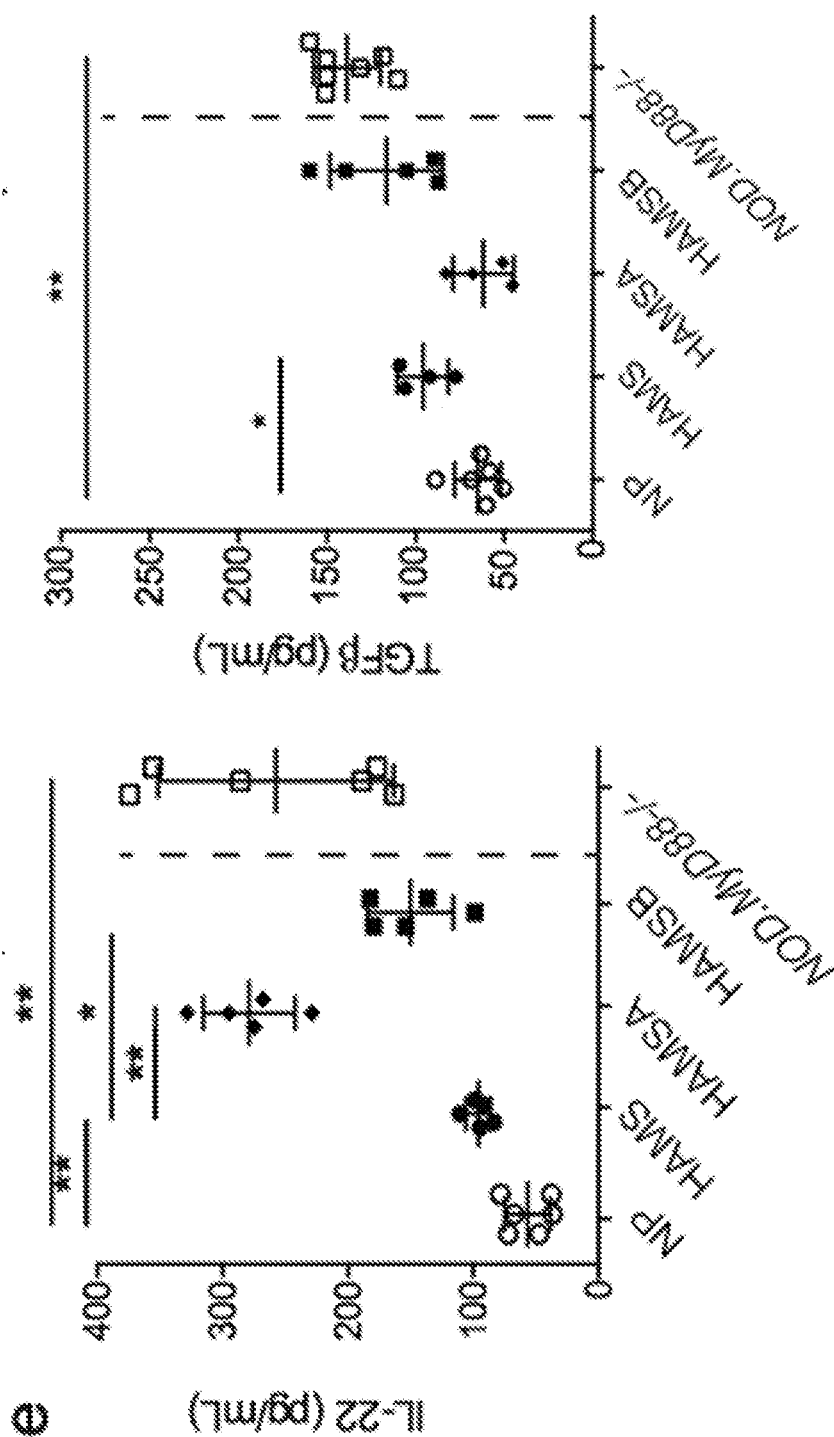 e
IL-22 (pg/mL)
400
300
200
100
0
**
**
*
**
NP
HAMS
HAMSA
HAMSB
NOD.MyD88-/-
TGFβ (pg/mL)
300
250
200
150
100
50
0
**
*
NP
HAMS
HAMSA
HAMSB
NOD.MyD88-/-